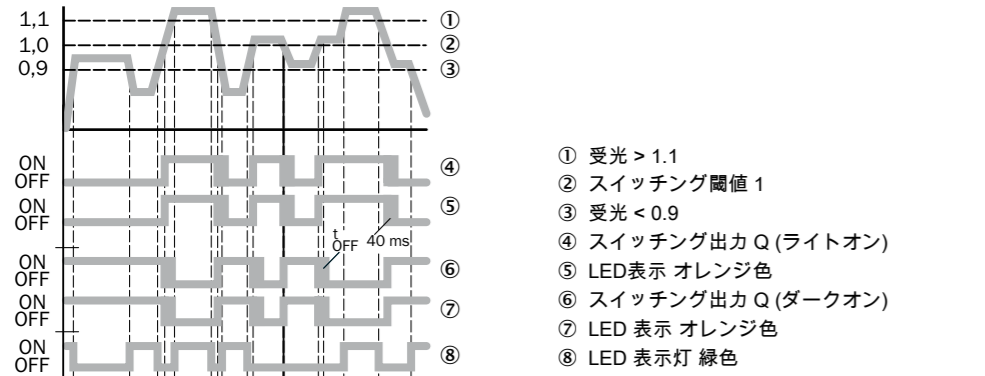 1,1 ①
1,0 ②
0,9 ③
ON ④
OFF
ON ⑤
OFF
t OFF 40 ms
ON ⑥
OFF
ON ⑦
OFF
ON ⑧
OFF
① 受光 > 1.1
② スイッチング閾値 1
③ 受光 < 0.9
④ スイッチング出力 Q (ライトオン)
⑤ LED表示 オレンジ色
⑥ スイッチング出力 Q (ダークオン)
⑦ LED 表示 オレンジ色
⑧ LED 表示灯 緑色